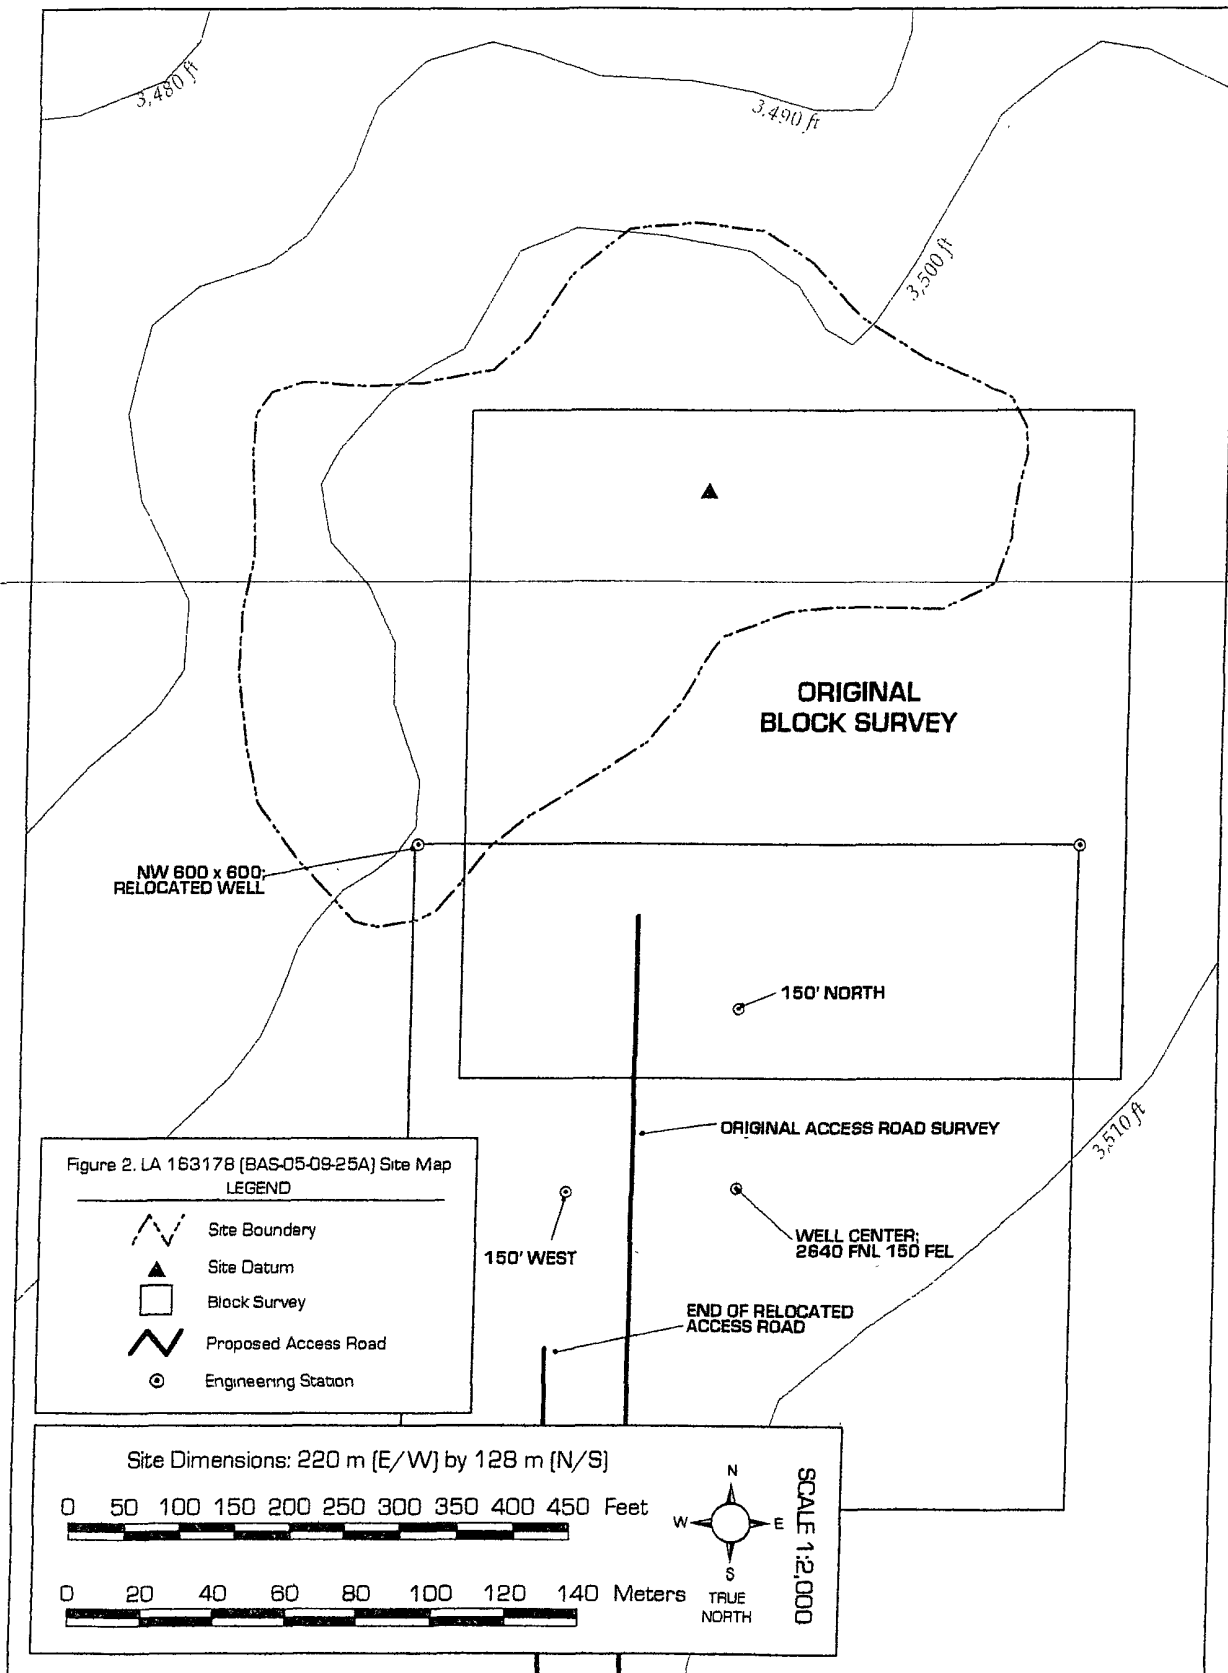 3,480 ft
3,490 ft
3,500 ft
ORIGINAL
BLOCK SURVEY
NW 600 x 600;
RELOCATED WELL
150' NORTH
ORIGINAL ACCESS ROAD SURVEY
3,510 ft
150' WEST
WELL CENTER;
2640 FNL 150 FEL
END OF RELOCATED
ACCESS ROAD
Figure 2. LA 163178 (BAS-05-09-25A) Site Map
LEGEND
Site Boundary
Site Datum
Block Survey
Proposed Access Road
Engineering Station
Site Dimensions: 220 m (E/W) by 128 m (N/S)
0 50 100 150 200 250 300 350 400 450 Feet
0 20 40 60 80 100 120 140 Meters
N
W E
S
TRUE
NORTH
SCALE 1:2,000